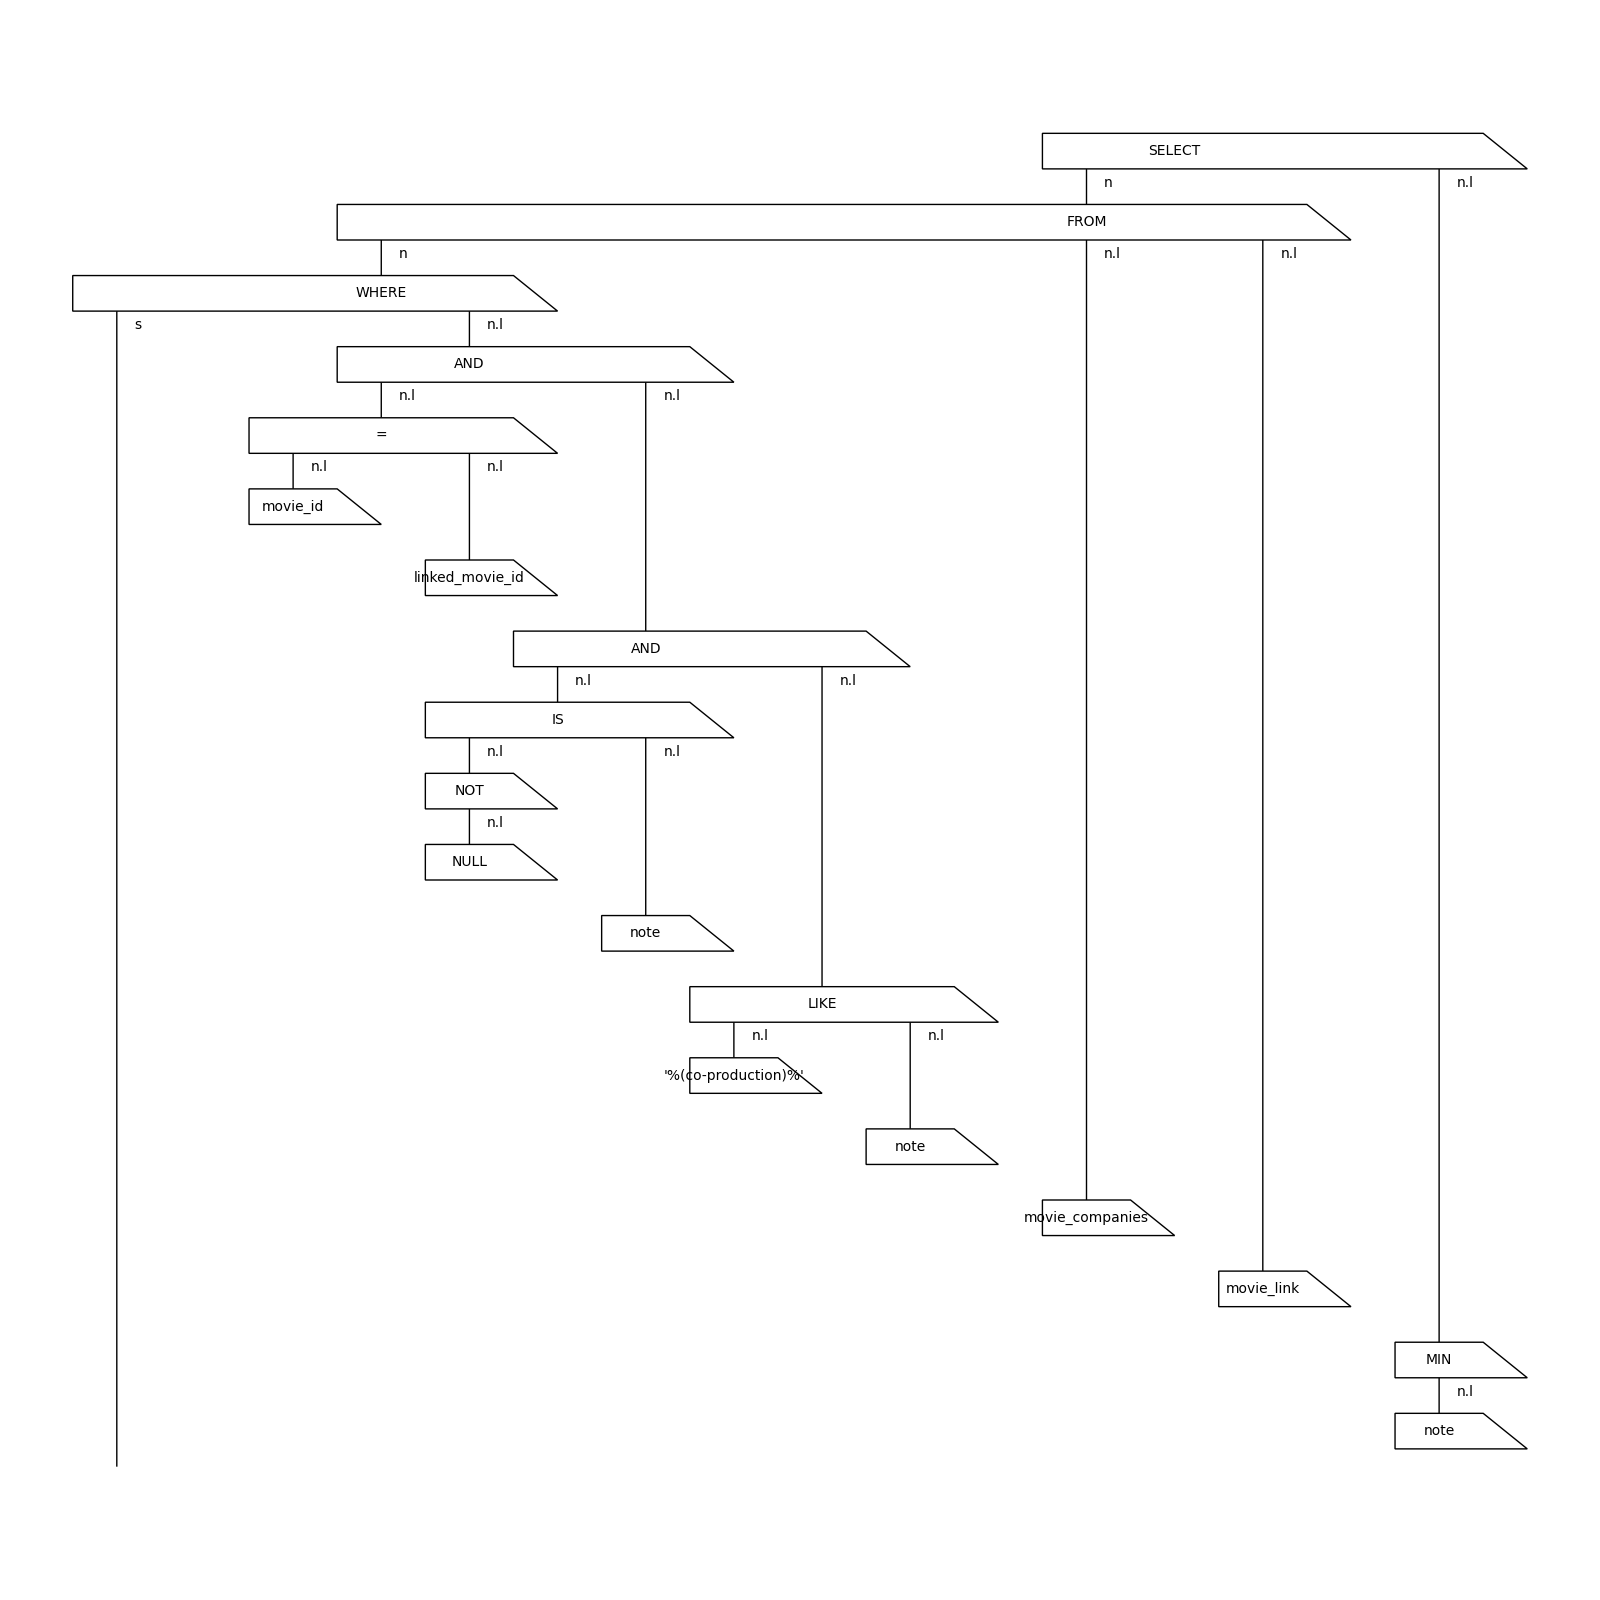 SELECT
n n.l
FROM
n n.l n.l
WHERE
s n.l
AND
n.l n.l
=
n.l n.l
movie_id
linked_movie_id
AND
n.l n.l
IS
n.l n.l
NOT
n.l
NULL
note
LIKE
n.l n.l
'%(co-production)%'
note
movie_companies
movie_link
MIN
n.l
note